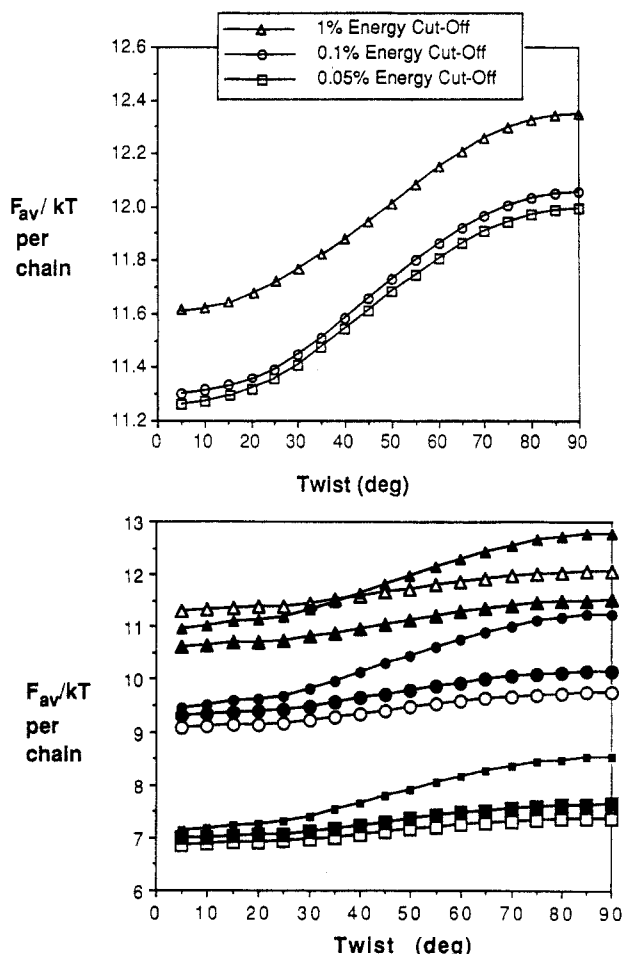 1% Energy Cut-Off
0.1% Energy Cut-Off
0.05% Energy Cut-Off
12.6
12.4
12.2
12.0
11.8
11.6
11.4
11.2
F_av/ kT
per
chain
0 10 20 30 40 50 60 70 80 90
Twist (deg)
13
12
11
10
9
8
7
6
F_av/kT
per
chain
0 10 20 30 40 50 60 70 80 90
Twist (deg)